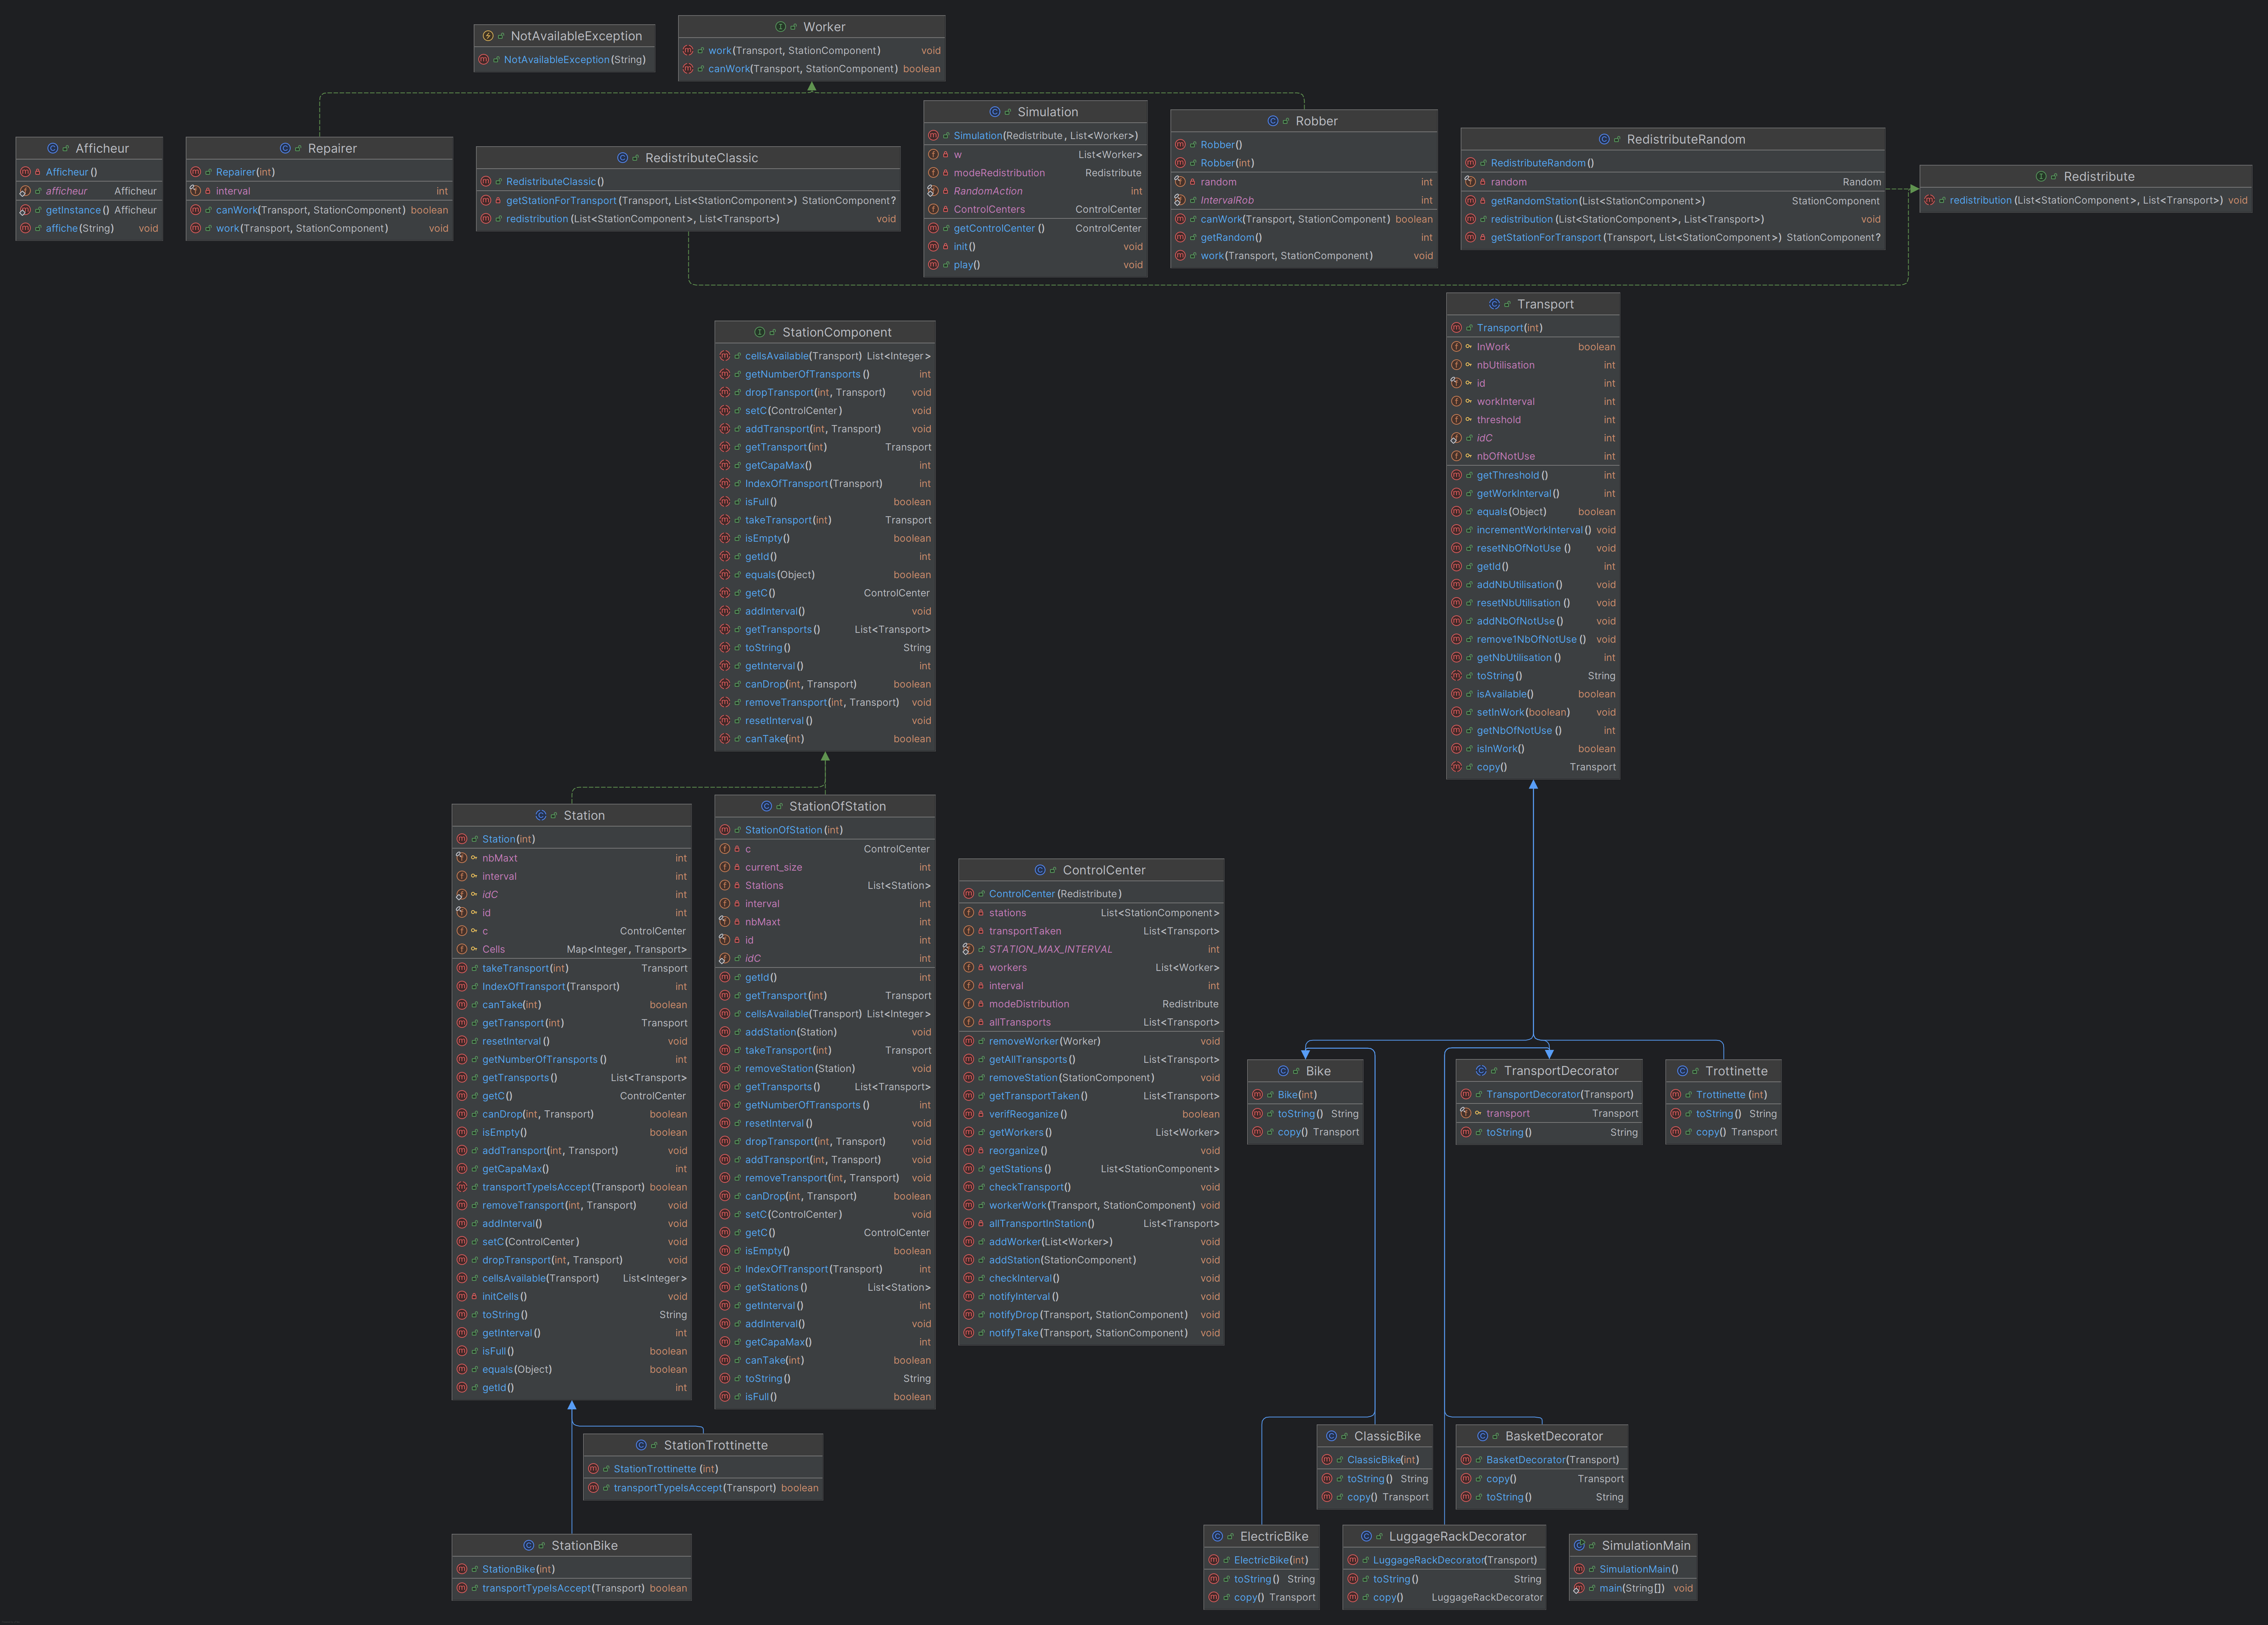 NotAvailableException
NotAvailableException(String)
Worker
work(Transport, StationComponent) void
canWork(Transport, StationComponent) boolean
Afficheur
Afficheur()
afficheur Afficheur
getInstance() Afficheur
affiche(String) void
Repairer
Repairer(int)
interval int
canWork(Transport, StationComponent) boolean
work(Transport, StationComponent) void
RedistributeClassic
RedistributeClassic()
getStationForTransport(Transport, List<StationComponent>) StationComponent?
redistribution(List<StationComponent>, List<Transport>) void
Simulation
Simulation(Redistribute, List<Worker>)
w List<Worker>
modeRedistribution Redistribute
RandomAction int
ControlCenters ControlCenter
getControlCenter() ControlCenter
init() void
play() void
Robber
Robber()
Robber(int)
random int
IntervalRob int
canWork(Transport, StationComponent) boolean
getRandom() int
work(Transport, StationComponent) void
RedistributeRandom
RedistributeRandom()
random Random
getRandomStation(List<StationComponent>) StationComponent
redistribution(List<StationComponent>, List<Transport>) void
getStationForTransport(Transport, List<StationComponent>) StationComponent?
Redistribute
redistribution(List<StationComponent>, List<Transport>) void
StationComponent
cellsAvailable(Transport) List<Integer>
getNumberOfTransports() int
dropTransport(int, Transport) void
setC(ControlCenter) void
addTransport(int, Transport) void
getTransport(int) Transport
getCapaMax() int
IndexOfTransport(Transport) int
isFull() boolean
takeTransport(int) Transport
isEmpty() boolean
getId() int
equals(Object) boolean
getC() ControlCenter
addInterval() void
getTransports() List<Transport>
toString() String
getInterval() int
canDrop(int, Transport) boolean
removeTransport(int, Transport) void
resetInterval() void
canTake(int) boolean
Transport
Transport(int)
InWork boolean
nbUtilisation int
id int
workInterval int
threshold int
idC int
nbOfNotUse int
getThreshold() int
getWorkInterval() int
equals(Object) boolean
incrementWorkInterval() void
resetNbOfNotUse() void
getId() int
addNbUtilisation() void
resetNbUtilisation() void
addNbOfNotUse() void
remove1NbOfNotUse() void
getNbUtilisation() int
toString() String
isAvailable() boolean
setInWork(boolean) void
getNbOfNotUse() int
isInWork() boolean
copy() Transport
Station
Station(int)
nbMaxt int
interval int
idC int
id int
c ControlCenter
Cells Map<Integer, Transport>
takeTransport(int) Transport
IndexOfTransport(Transport) int
canTake(int) boolean
getTransport(int) Transport
resetInterval() void
getNumberOfTransports() int
getTransports() List<Transport>
getC() ControlCenter
canDrop(int, Transport) boolean
isEmpty() boolean
addTransport(int, Transport) void
getCapaMax() int
transportTypeIsAccept(Transport) boolean
removeTransport(int, Transport) void
addInterval() void
setC(ControlCenter) void
dropTransport(int, Transport) void
cellsAvailable(Transport) List<Integer>
initCells() void
toString() String
getInterval() int
isFull() boolean
equals(Object) boolean
getId() int
StationOfStation
StationOfStation(int)
c ControlCenter
current_size int
Stations List<Station>
interval int
nbMaxt int
id int
idC int
getId() int
getTransport(int) Transport
cellsAvailable(Transport) List<Integer>
addStation(Station) void
takeTransport(int) Transport
removeStation(Station) void
getTransports() List<Transport>
getNumberOfTransports() int
resetInterval() void
dropTransport(int, Transport) void
addTransport(int, Transport) void
removeTransport(int, Transport) void
canDrop(int, Transport) boolean
setC(ControlCenter) void
getC() ControlCenter
isEmpty() boolean
IndexOfTransport(Transport) int
getStations() List<Station>
getInterval() int
addInterval() void
getCapaMax() int
canTake(int) boolean
toString() String
isFull() boolean
ControlCenter
ControlCenter(Redistribute)
stations List<StationComponent>
transportTaken List<Transport>
STATION_MAX_INTERVAL int
workers List<Worker>
interval int
modeDistribution Redistribute
allTransports List<Transport>
removeWorker(Worker) void
getAllTransports() List<Transport>
removeStation(StationComponent) void
getTransportTaken() List<Transport>
verifReoganize() boolean
getWorkers() List<Worker>
reorganize() void
getStations() List<StationComponent>
checkTransport() void
workerWork(Transport, StationComponent) void
allTransportInStation() List<Transport>
addWorker(List<Worker>) void
addStation(StationComponent) void
checkInterval() void
notifyInterval() void
notifyDrop(Transport, StationComponent) void
notifyTake(Transport, StationComponent) void
Bike
Bike(int)
toString() String
copy() Transport
TransportDecorator
TransportDecorator(Transport)
transport Transport
toString() String
Trottinette
Trottinette(int)
toString() String
copy() Transport
StationTrottinette
StationTrottinette(int)
transportTypeIsAccept(Transport) boolean
ClassicBike
ClassicBike(int)
toString() String
copy() Transport
BasketDecorator
BasketDecorator(Transport)
copy() Transport
toString() String
StationBike
StationBike(int)
transportTypeIsAccept(Transport) boolean
ElectricBike
ElectricBike(int)
toString() String
copy() Transport
LuggageRackDecorator
LuggageRackDecorator(Transport)
toString() String
copy() LuggageRackDecorator
SimulationMain
SimulationMain()
main(String[]) void